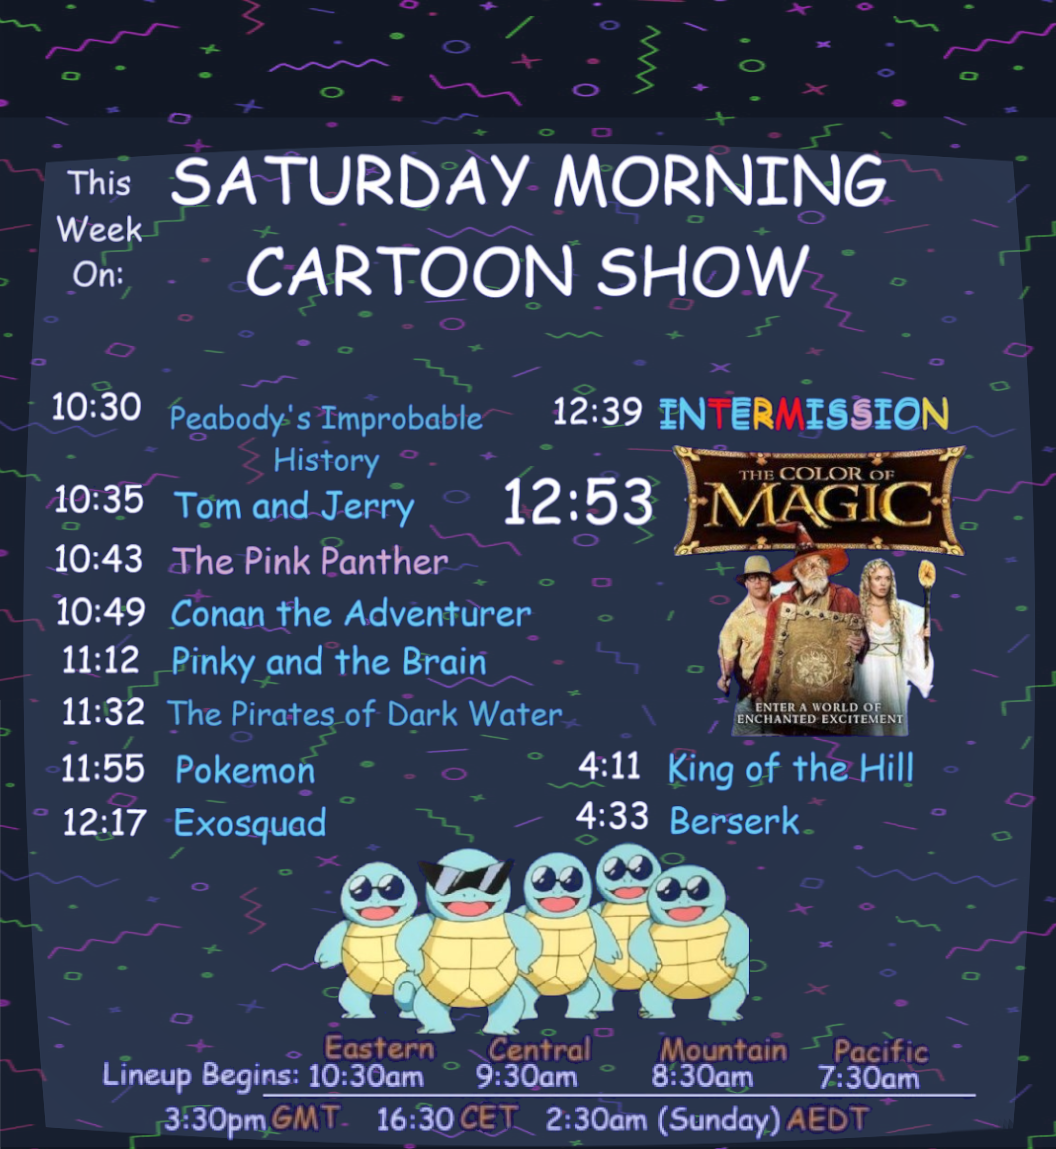 This
Week
On:
SATURDAY MORNING
CARTOON SHOW
10:30 Peabody's Improbable
History
10:35 Tom and Jerry
10:43 The Pink Panther
10:49 Conan the Adventurer
11:12 Pinky and the Brain
11:32 The Pirates of Dark Water
11:55 Pokemon
12:17 Exosquad
12:39 INTERMISSION
12:53
THE COLOR OF
MAGIC
ENTER A WORLD OF
ENCHANTED EXCITEMENT
4:11 King of the Hill
4:33 Berserk
Eastern Central Mountain Pacific
Lineup Begins: 10:30am 9:30am 8:30am 7:30am
3:30pm GMT 16:30 CET 2:30am (Sunday) AEDT